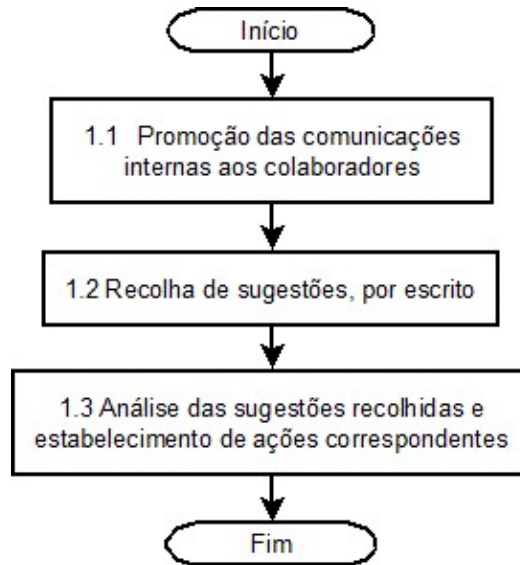 Início
1.1 Promoção das comunicações
internas aos colaboradores
1.2 Recolha de sugestões, por escrito
1.3 Análise das sugestões recolhidas e
estabelecimento de ações correspondentes
Fim